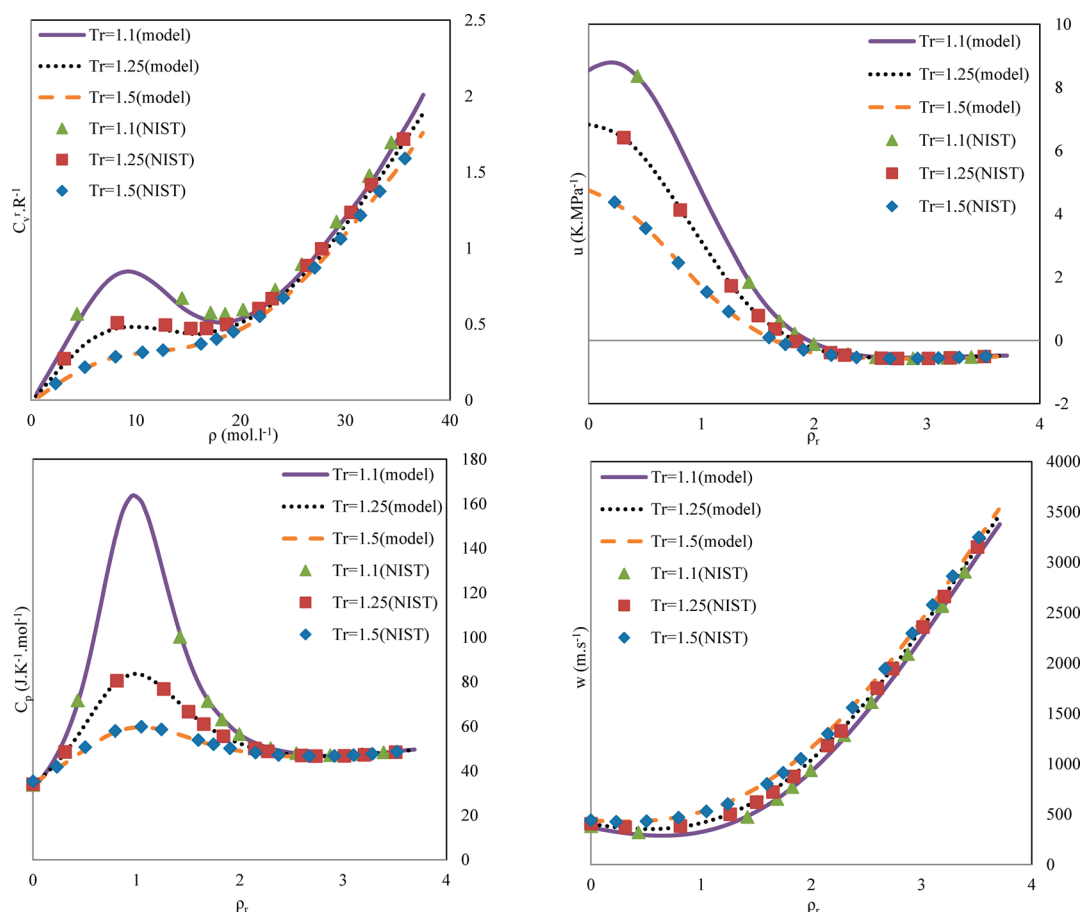 Tr=1.1(model)
Tr=1.25(model)
Tr=1.5(model)
Tr=1.1(NIST)
Tr=1.25(NIST)
Tr=1.5(NIST)
2.5
2
1.5
1
0.5
0
Cᵥʳ.R⁻¹
0 10 20 30 40
ρ (mol.l⁻¹)
Tr=1.1(model)
Tr=1.25(model)
Tr=1.5(model)
Tr=1.1(NIST)
Tr=1.25(NIST)
Tr=1.5(NIST)
10
8
6
4
2
0
-2
u (K.MPa⁻¹)
0 1 2 3 4
ρᵣ
Tr=1.1(model)
Tr=1.25(model)
Tr=1.5(model)
Tr=1.1(NIST)
Tr=1.25(NIST)
Tr=1.5(NIST)
180
160
140
120
100
80
60
40
20
0
Cₚ (J.K⁻¹.mol⁻¹)
0 1 2 3 4
ρᵣ
Tr=1.1(model)
Tr=1.25(model)
Tr=1.5(model)
Tr=1.1(NIST)
Tr=1.25(NIST)
Tr=1.5(NIST)
4000
3500
3000
2500
2000
1500
1000
500
0
w (m.s⁻¹)
0 1 2 3 4
ρᵣ